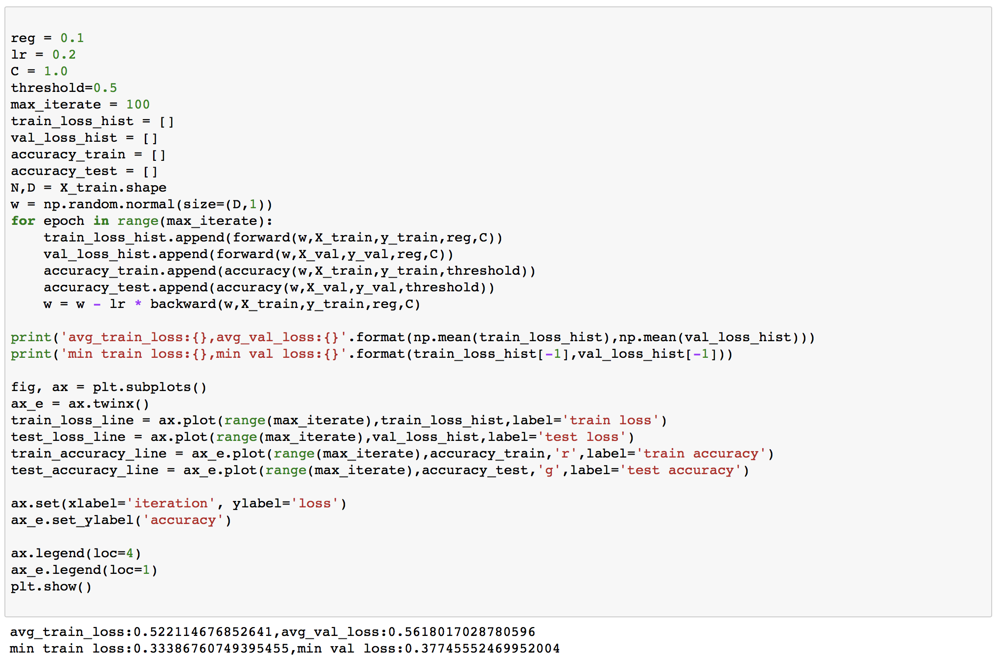 reg = 0.1
lr = 0.2
C = 1.0
threshold=0.5
max_iterate = 100
train_loss_hist = []
val_loss_hist = []
accuracy_train = []
accuracy_test = []
N,D = X_train.shape
w = np.random.normal(size=(D,1))
for epoch in range(max_iterate):
    train_loss_hist.append(forward(w,X_train,y_train,reg,C))
    val_loss_hist.append(forward(w,X_val,y_val,reg,C))
    accuracy_train.append(accuracy(w,X_train,y_train,threshold))
    accuracy_test.append(accuracy(w,X_val,y_val,threshold))
    w = w - lr * backward(w,X_train,y_train,reg,C)
print('avg_train_loss:{},avg_val_loss:{}'.format(np.mean(train_loss_hist),np.mean(val_loss_hist)))
print('min train loss:{},min val loss:{}'.format(train_loss_hist[-1],val_loss_hist[-1]))
fig, ax = plt.subplots()
ax_e = ax.twinx()
train_loss_line = ax.plot(range(max_iterate),train_loss_hist,label='train loss')
test_loss_line = ax.plot(range(max_iterate),val_loss_hist,label='test loss')
train_accuracy_line = ax_e.plot(range(max_iterate),accuracy_train,'r',label='train accuracy')
test_accuracy_line = ax_e.plot(range(max_iterate),accuracy_test,'g',label='test accuracy')
ax.set(xlabel='iteration', ylabel='loss')
ax_e.set_ylabel('accuracy')
ax.legend(loc=4)
ax_e.legend(loc=1)
plt.show()
avg_train_loss:0.522114676852641,avg_val_loss:0.5618017028780596
min train loss:0.33386760749395455,min val loss:0.37745552469952004